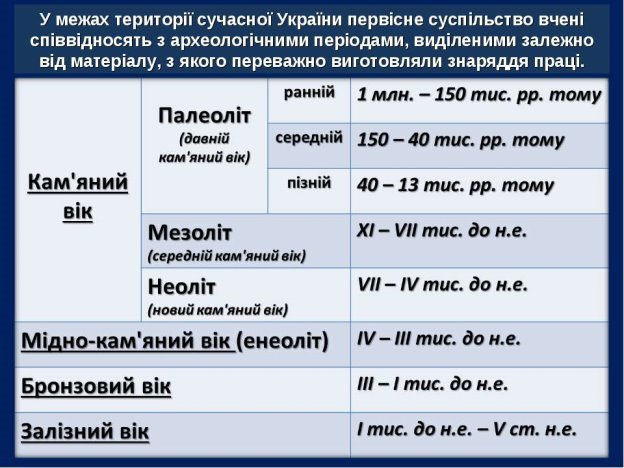 У межах території сучасної України первісне суспільство вчені
співвідносять з археологічними періодами, виділеними залежно
від матеріалу, з якого переважно виготовляли знаряддя праці.
Кам'яний
вік
Палеоліт
(давній
кам'яний вік)
ранній
1 млн. – 150 тис. рр. тому
середній
150 – 40 тис. рр. тому
пізній
40 – 13 тис. рр. тому
Мезоліт
(середній кам'яний вік)
XI – VII тис. до н.е.
Неоліт
(новий кам'яний вік)
VII – IV тис. до н.е.
Мідно-кам'яний вік (енеоліт)
IV – III тис. до н.е.
Бронзовий вік
III – I тис. до н.е.
Залізний вік
I тис. до н.е. – V ст. н.е.